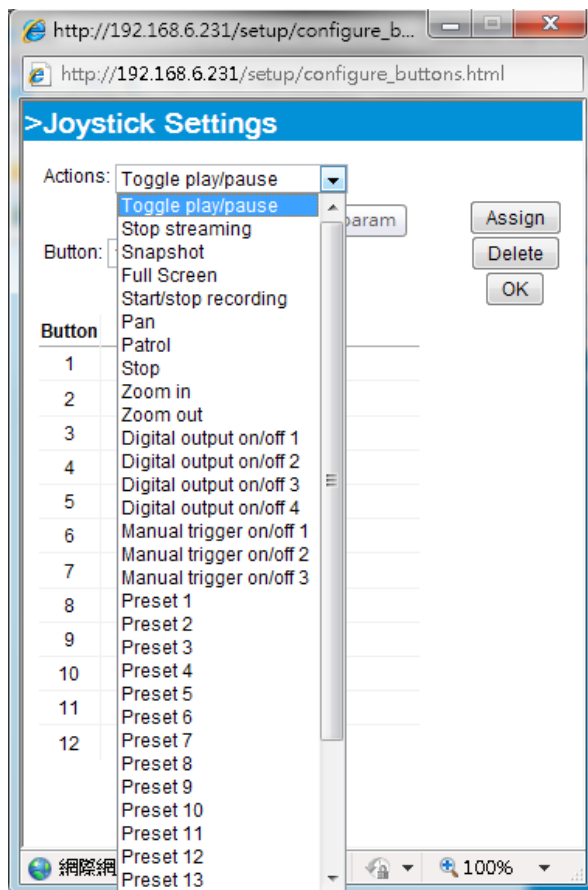 http://192.168.6.231/setup/configure_b...
http://192.168.6.231/setup/configure_buttons.html
>Joystick Settings
Actions: Toggle play/pause
Toggle play/pause
Stop streaming
param
Assign
Button:
Snapshot
Delete
Full Screen
Start/stop recording
OK
Button
Pan
Patrol
1
Stop
2
Zoom in
Zoom out
3
Digital output on/off 1
4
Digital output on/off 2
Digital output on/off 3
5
Digital output on/off 4
6
Manual trigger on/off 1
Manual trigger on/off 2
7
Manual trigger on/off 3
8
Preset 1
Preset 2
9
Preset 3
10
Preset 4
Preset 5
11
Preset 6
12
Preset 7
Preset 8
Preset 9
Preset 10
Preset 11
Preset 12
網際網
100%
Preset 13